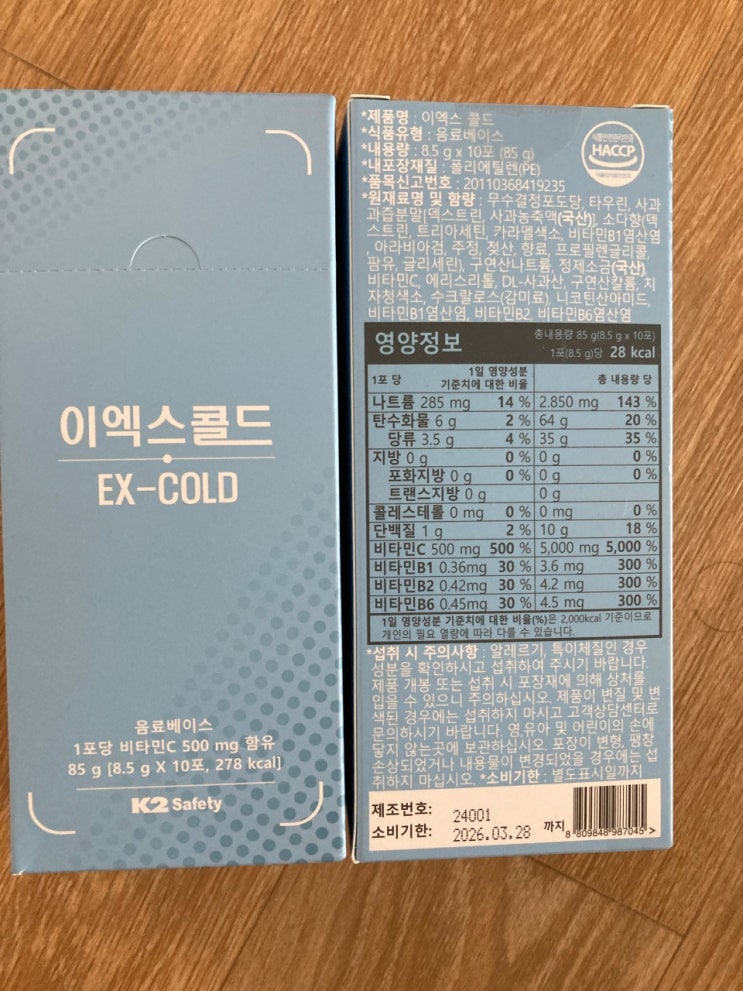 이엑스콜드
EX-COLD
음료베이스
1포당 비타민C 500 mg 함유
85 g [8.5 g X 10포, 278 kcal]
K2 Safety
*제품명 : 이엑스 콜드
*식품유형 : 음료베이스
*내용량 : 8.5 g x 10포 (85 g)
*내포장재질 : 폴리에틸렌(PE)
*품목신고번호 : 20110368419235
*원재료명 및 함량 : 무수결정포도당, 타우린, 사과
과즙분말[덱스트린, 사과농축액(국산)], 소다향(덱
스트린, 트리아세틴, 카라멜색소, 비타민B1염산염
, 아라비아검, 주정, 젖산, 향료, 프로필렌글리콜,
팜유, 글리세린), 구연산나트륨, 정제소금(국산),
비타민C, 에리스리톨, DL-사과산, 구연산칼륨, 치
자청색소, 수크랄로스(감미료), 니코틴산아미드,
비타민B1염산염, 비타민B2, 비타민B6염산염
HACCP
영양정보
총내용량 85 g(8.5 g x 10포)
1포(8.5 g)당 28 kcal
1포 당 1일 영양성분 기준치에 대한 비율 총 내용량 당
나트륨 285 mg 14 % 2.850 mg 143 %
탄수화물 6 g 2 % 64 g 20 %
당류 3.5 g 4 % 35 g 35 %
지방 0 g 0 % 0 g 0 %
포화지방 0 g 0 % 0 g 0 %
트랜스지방 0 g 0 g
콜레스테롤 0 mg 0 % 0 mg 0 %
단백질 1 g 2 % 10 g 18 %
비타민C 500 mg 500 % 5,000 mg 5,000 %
비타민B1 0.36mg 30 % 3.6 mg 300 %
비타민B2 0.42mg 30 % 4.2 mg 300 %
비타민B6 0.45mg 30 % 4.5 mg 300 %
1일 영양성분 기준치에 대한 비율(%)은 2,000kcal 기준이므로
개인의 필요 열량에 따라 다를 수 있습니다.
*섭취 시 주의사항 : 알레르기, 특이체질인 경우
성분을 확인하시고 섭취하여 주시기 바랍니다.
제품 개봉 또는 섭취 시 포장재에 의해 상처를
입을 수 있으니 주의하십시오. 제품이 변질 및 변
색된 경우에는 섭취하지 마시고 고객상담센터로
문의하시기 바랍니다. 영,유아 및 어린이의 손에
닿지 않는곳에 보관하십시오. 포장이 변형, 팽창
손상되었거나 내용물이 변경되었을 경우에는 섭
취하지 마십시오. *소비기한 : 별도표시일까지
제조번호: 24001
소비기한: 2026.03.28 까지
8 809848 987045 >